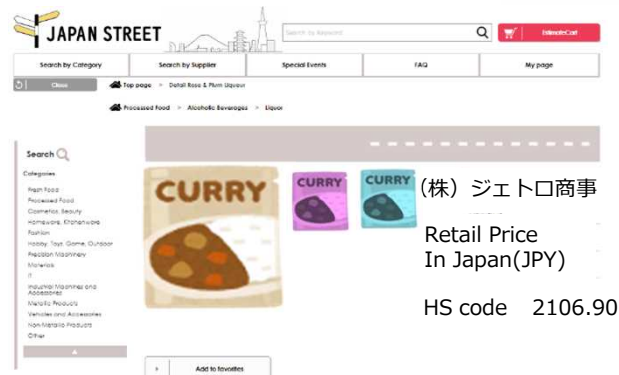 JAPAN STREET
Search by Keyword
EstimateCart
Search by Category
Search by Supplier
Special Events
FAQ
My page
Close
Top page > Detail Rose & Plum Liqueur
Processed Food > Alcoholic Beverages > Liquor
Search
Categories
Fresh Food
Processed Food
Cosmetics, Beauty
Homeware, Kitchenware
Fashion
Hobby, Toys, Game, Outdoor
Precision Machinery
Materials
IT
Industrial Machines and
Accessories
Metallic Products
Vehicles and Accessories
Non-Metallic Products
Other
CURRY
CURRY
CURRY
(株)ジェトロ商事
Retail Price
In Japan(JPY)
HS code 2106.90
Add to favorites